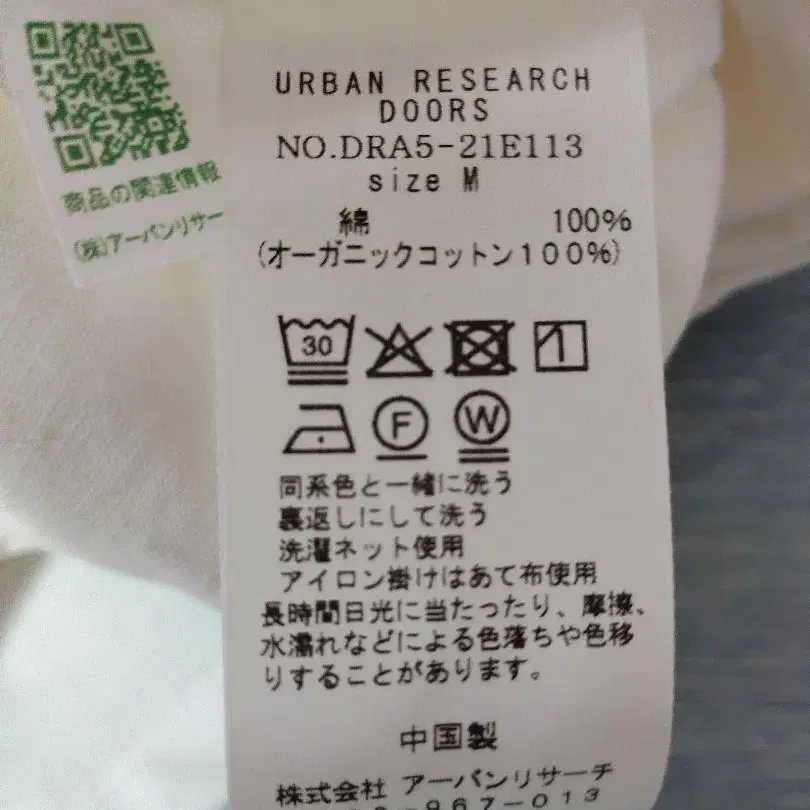 商品の関連情報
(株)アーバンリサー
URBAN RESEARCH
DOORS
NO.DRA5-21E113
size M
綿 100%
(オーガニックコットン100%)
30
F W
同系色と一緒に洗う
裏返しにして洗う
洗濯ネット使用
アイロン掛けはあて布使用
長時間日光に当たったり、摩擦、
水濡れなどによる色落ちや色移
りすることがあります。
中国製
株式会社 アーバンリサーチ
-967-013